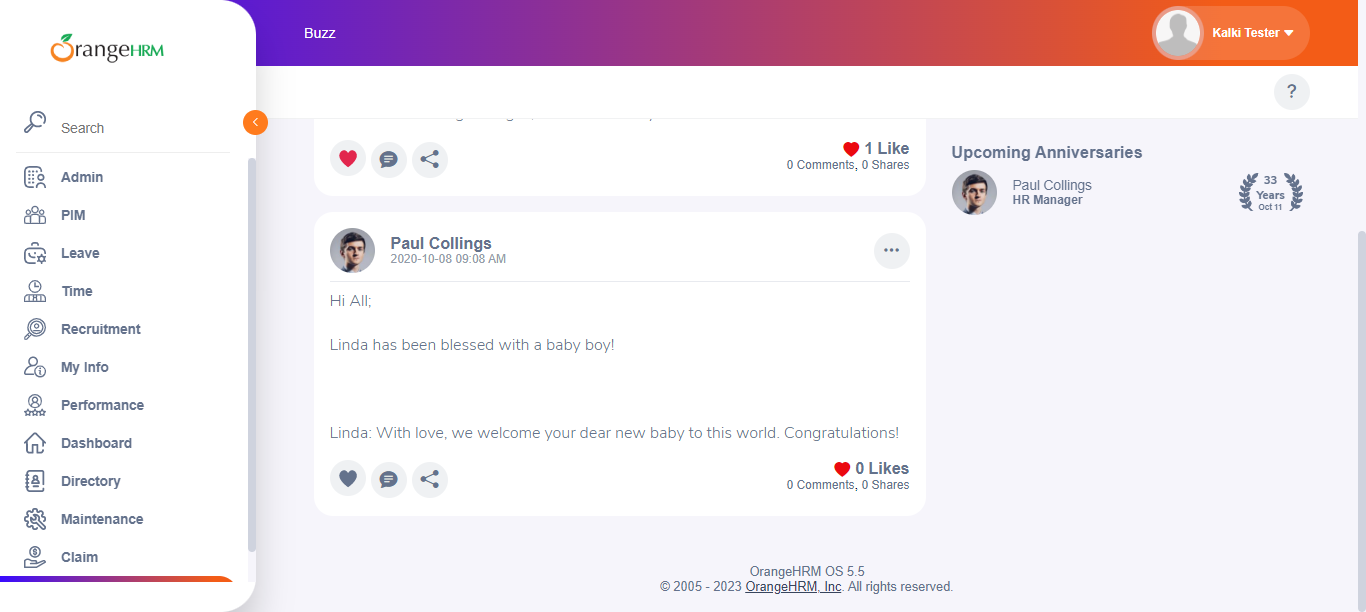 OrangeHRM
Search
Admin
PIM
Leave
Time
Recruitment
My Info
Performance
Dashboard
Directory
Maintenance
Claim
Buzz
Kalki Tester
?
1 Like
0 Comments, 0 Shares
Paul Collings
2020-10-08 09:08 AM
Hi All;
Linda has been blessed with a baby boy!
Linda: With love, we welcome your dear new baby to this world. Congratulations!
0 Likes
0 Comments, 0 Shares
Upcoming Anniversaries
Paul Collings
HR Manager
33
Years
Oct 11
OrangeHRM OS 5.5
© 2005 - 2023 OrangeHRM, Inc. All rights reserved.